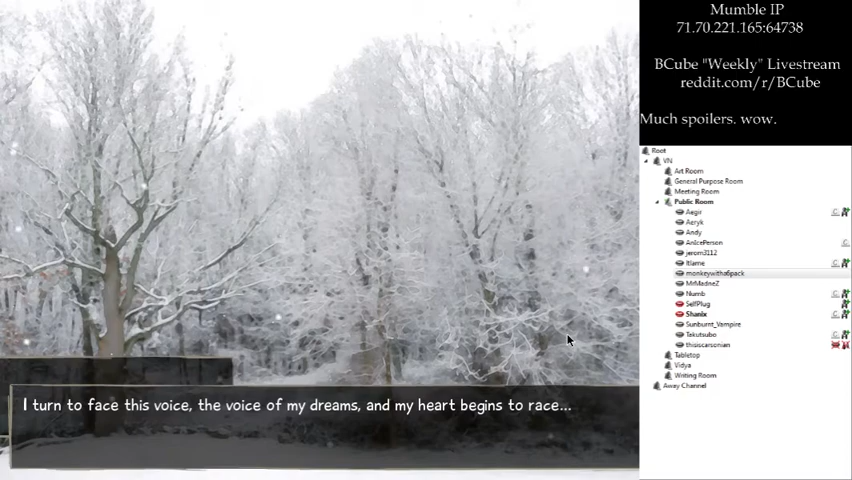 Mumble IP
71.70.221.165:64738
BCube "Weekly" Livestream
reddit.com/r/BCube
Much spoilers. wow.
Root
VN
Art Room
General Purpose Room
Meeting Room
Public Room
Aegir
Aeryk
Andy
AnIcePerson
jerom3112
Itlame
monkeywitha6pack
MrMadneZ
Numb
SelfPlug
Shanix
Sunburnt_Vampire
Takutsubo
thisiscarsonian
Tabletop
Vidya
Writing Room
Away Channel
I turn to face this voice, the voice of my dreams, and my heart begins to race...